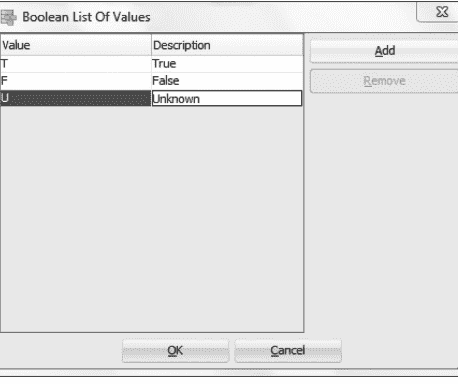 Boolean List Of Values
Value Description
T True
F False
U Unknown
Add
Remove
OK Cancel